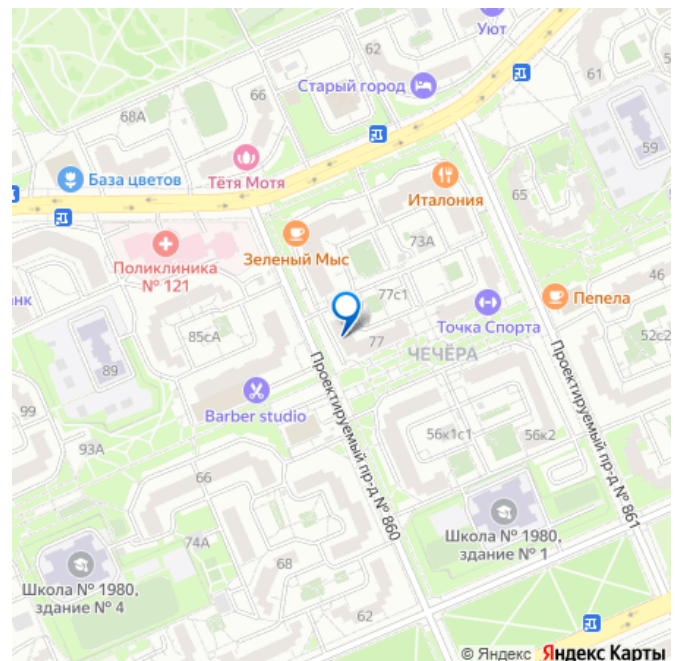 Уют
62
Старый город
61
66
68А
59
База цветов
Тётя Мотя
Италония
65
Зеленый Мыс
73А
Поликлиника
№ 121
46
77с1
Пепела
нк
Точка Спорта
85сА
77
ЧЕЧЁРА
52с2
89
Проектируемый пр-д № 860
Проектируемый пр-д № 861
99
Barber studio
56к1с1
56к2
93А
66
Школа № 1980,
здание № 1
74А
68
Школа № 1980,
здание № 4
62
© Яндекс Яндекс Карты